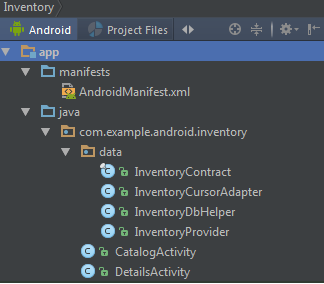 Inventory
Android Project Files
app
manifests
AndroidManifest.xml
java
com.example.android.inventory
data
InventoryContract
InventoryCursorAdapter
InventoryDbHelper
InventoryProvider
CatalogActivity
DetailsActivity